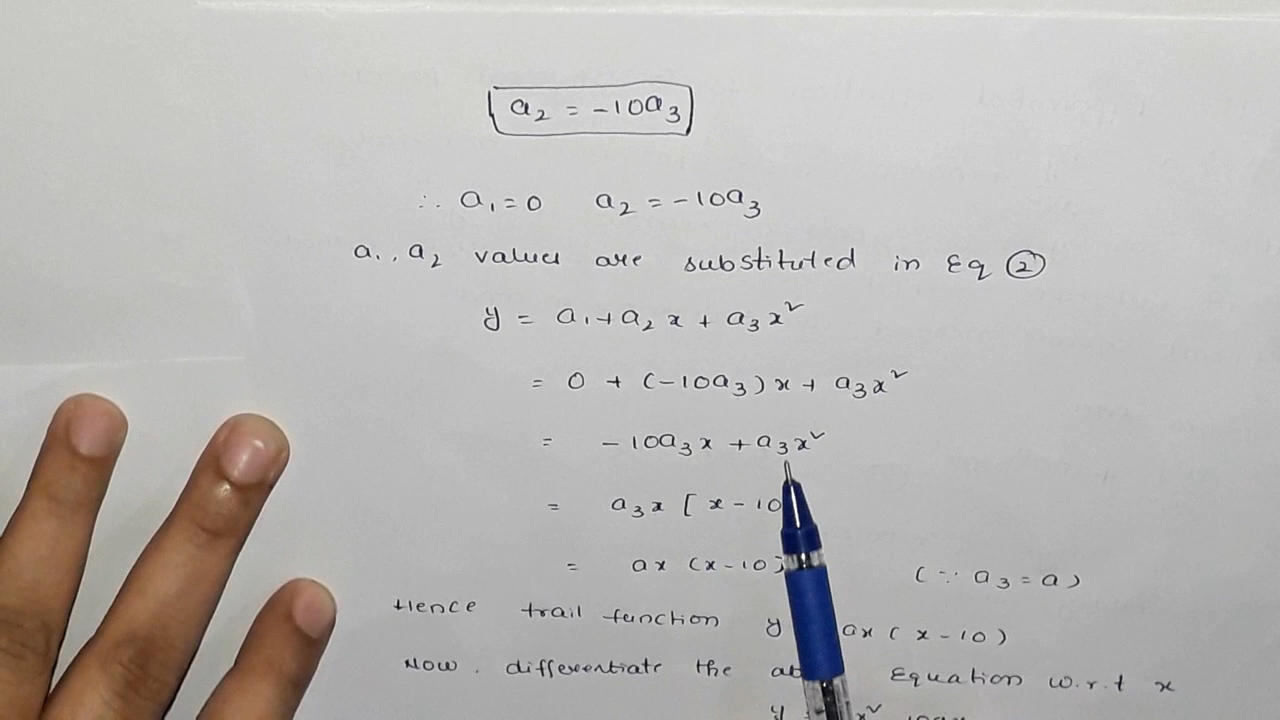 a₂ = -10a₃
∴ a₁ = 0 a₂ = -10a₃
a₁, a₂ values are substituted in Eq ②
y = a₁ + a₂x + a₃x²
= 0 + (-10a₃)x + a₃x²
= -10a₃x + a₃x²
= a₃x [x - 10
= ax (x - 10) (∵ a₃ = a)
Hence trail function y ax (x - 10)
Now. differentiate the Equation w.r.t x
y x²